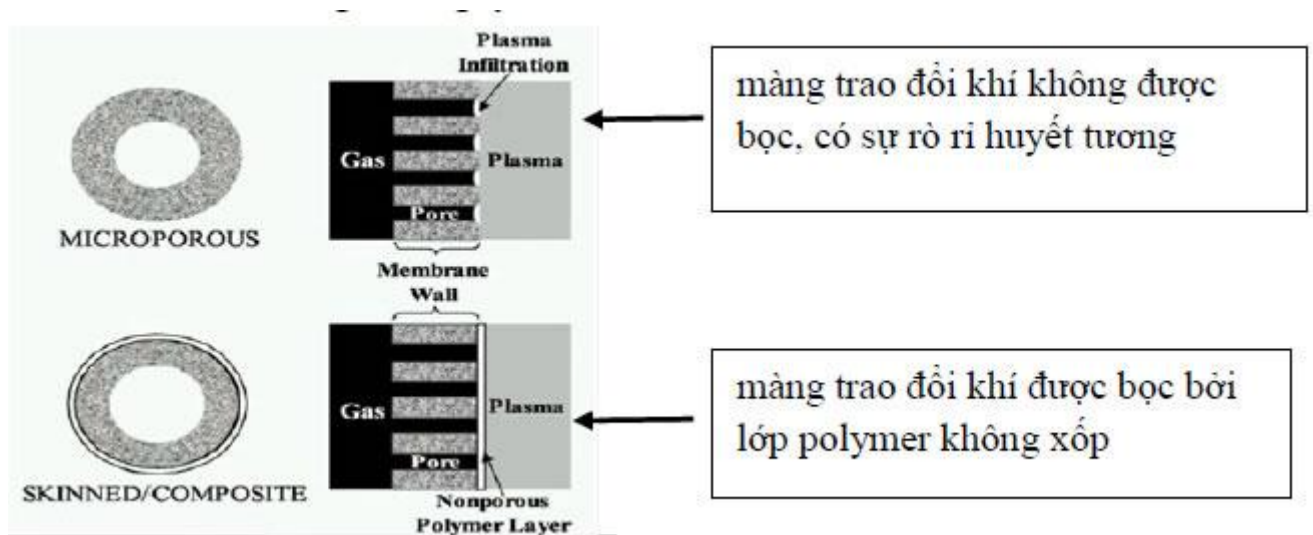 Plasma
Infiltration
Gas
Plasma
Pore
MICROPOROUS
Membrane
Wall
màng trao đổi khí không được
bọc, có sự rò rỉ huyết tương
Gas
Plasma
Pore
SKINNED/COMPOSITE
Nonporous
Polymer Layer
màng trao đổi khí được bọc bởi
lớp polymer không xốp